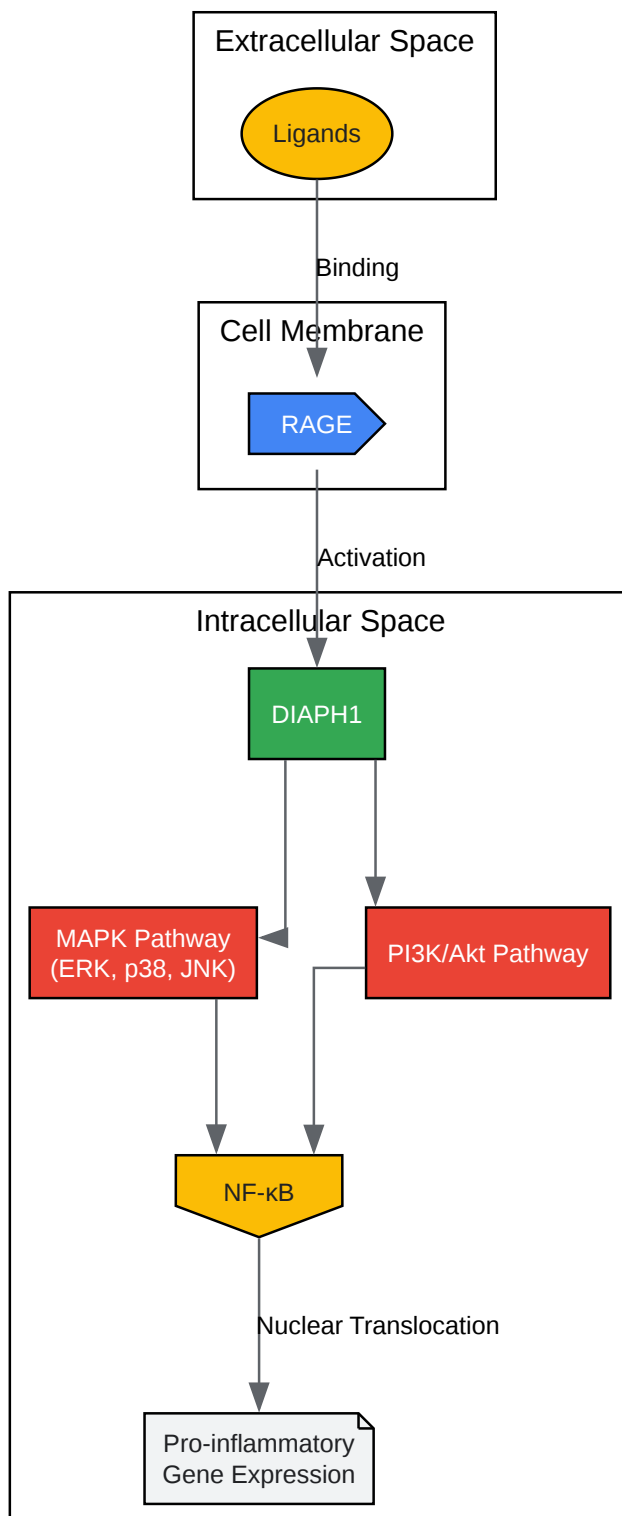 Extracellular Space
Ligands
Binding
Cell Membrane
RAGE
Activation
Intracellular Space
DIAPH1
MAPK Pathway
(ERK, p38, JNK)
PI3K/Akt Pathway
NF-κB
Nuclear Translocation
Pro-inflammatory
Gene Expression